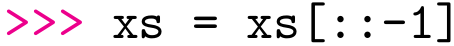 >>> xs = xs[::-1]